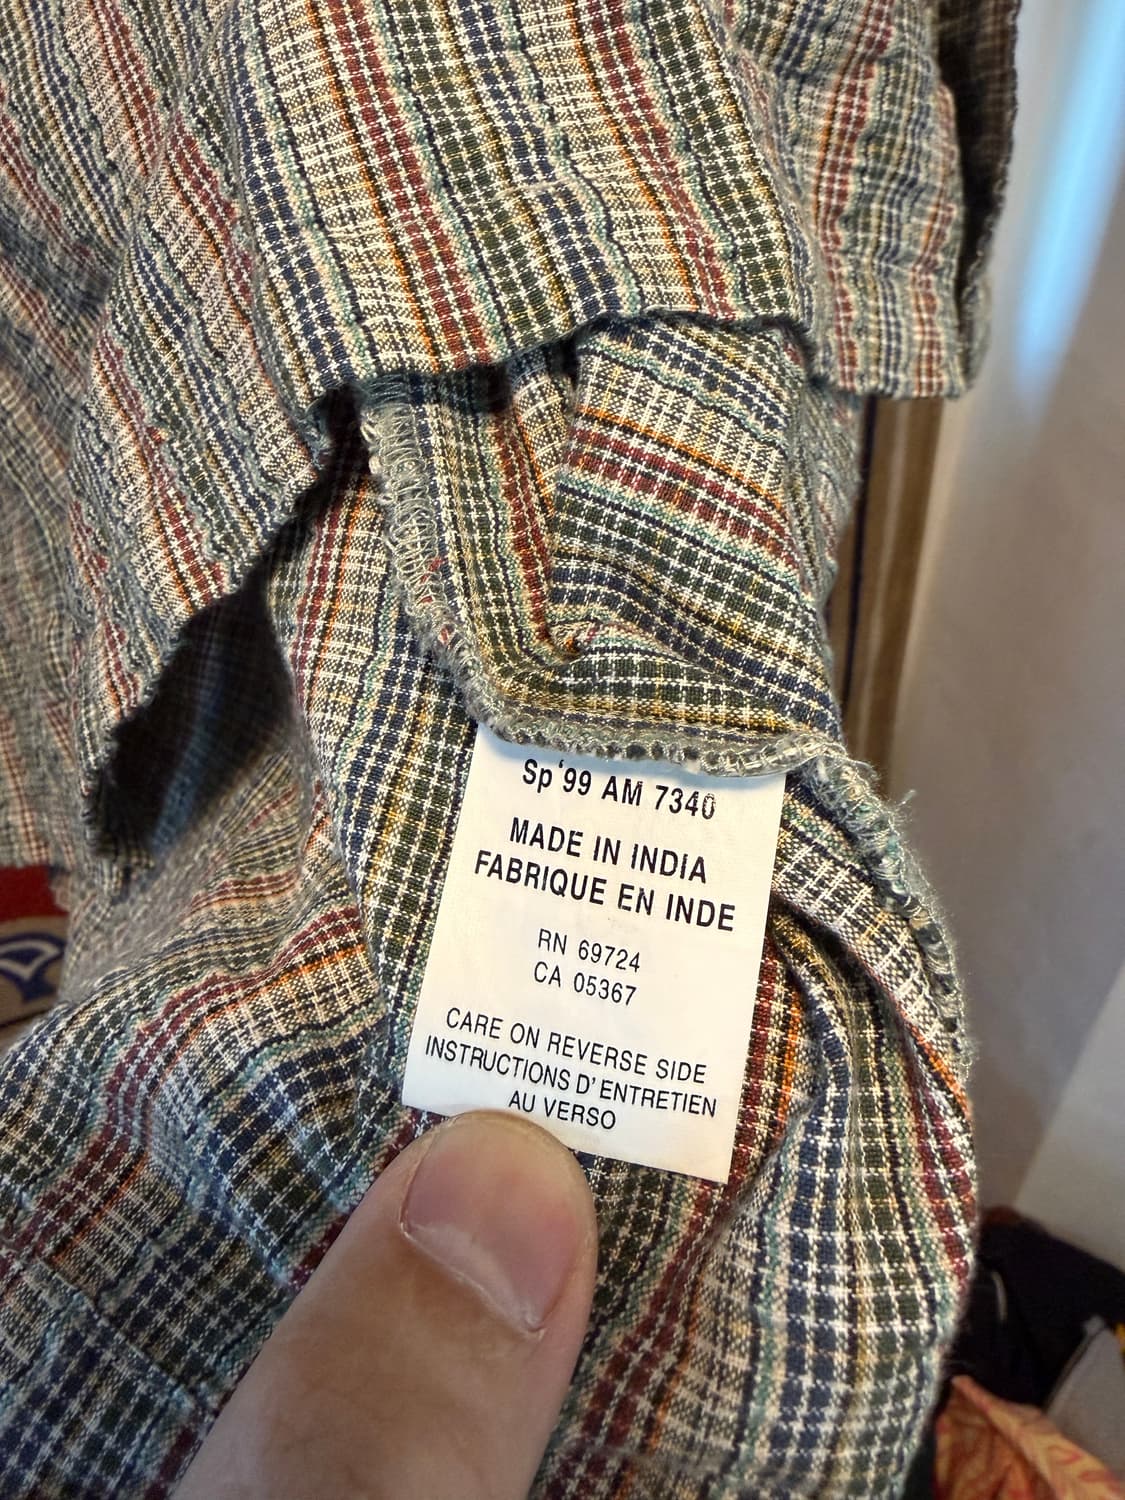 Sp '99 AM 7340
MADE IN INDIA
FABRIQUE EN INDE
RN 69724
CA 05367
CARE ON REVERSE SIDE
INSTRUCTIONS D'ENTRETIEN
AU VERSO